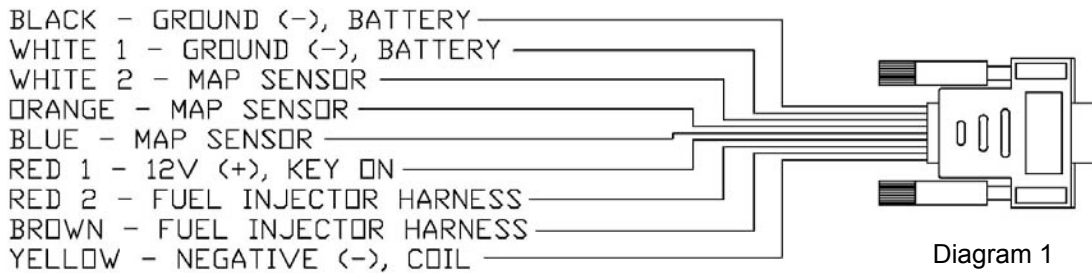 BLACK - GROUND (-), BATTERY
WHITE 1 - GROUND (-), BATTERY
WHITE 2 - MAP SENSOR
ORANGE - MAP SENSOR
BLUE - MAP SENSOR
RED 1 - 12V (+), KEY ON
RED 2 - FUEL INJECTOR HARNESS
BROWN - FUEL INJECTOR HARNESS
YELLOW - NEGATIVE (-), COIL
Diagram 1